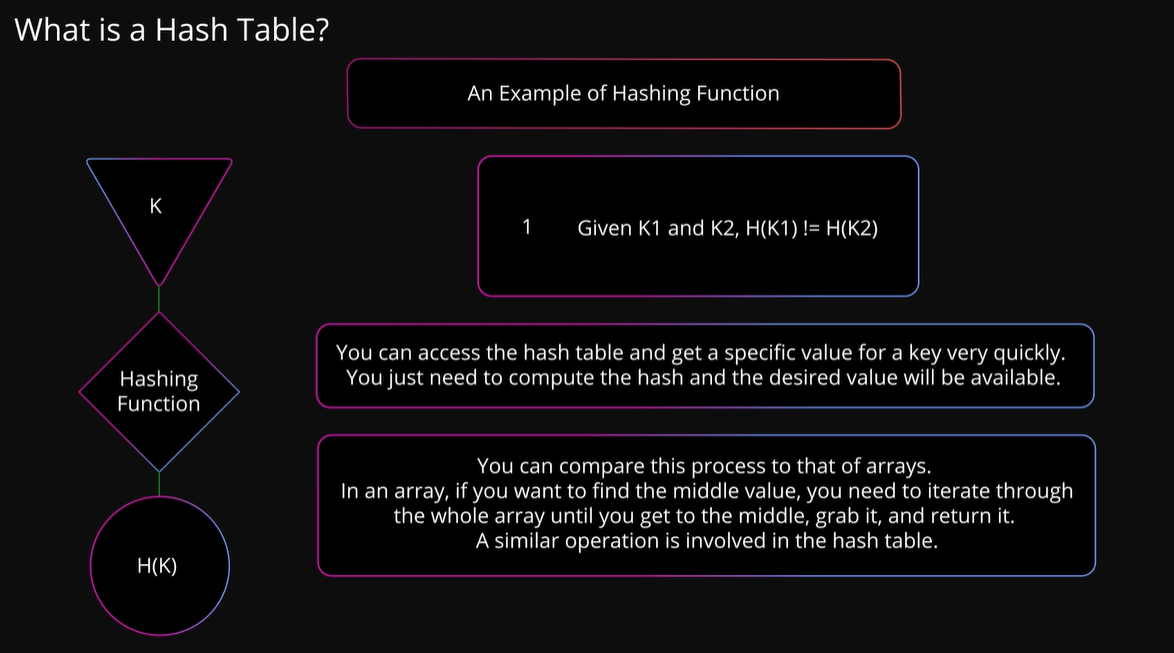 What is a Hash Table?
An Example of Hashing Function
K
1 Given K1 and K2, H(K1) != H(K2)
Hashing
Function
You can access the hash table and get a specific value for a key very quickly.
You just need to compute the hash and the desired value will be available.
You can compare this process to that of arrays.
In an array, if you want to find the middle value, you need to iterate through
the whole array until you get to the middle, grab it, and return it.
A similar operation is involved in the hash table.
H(K)